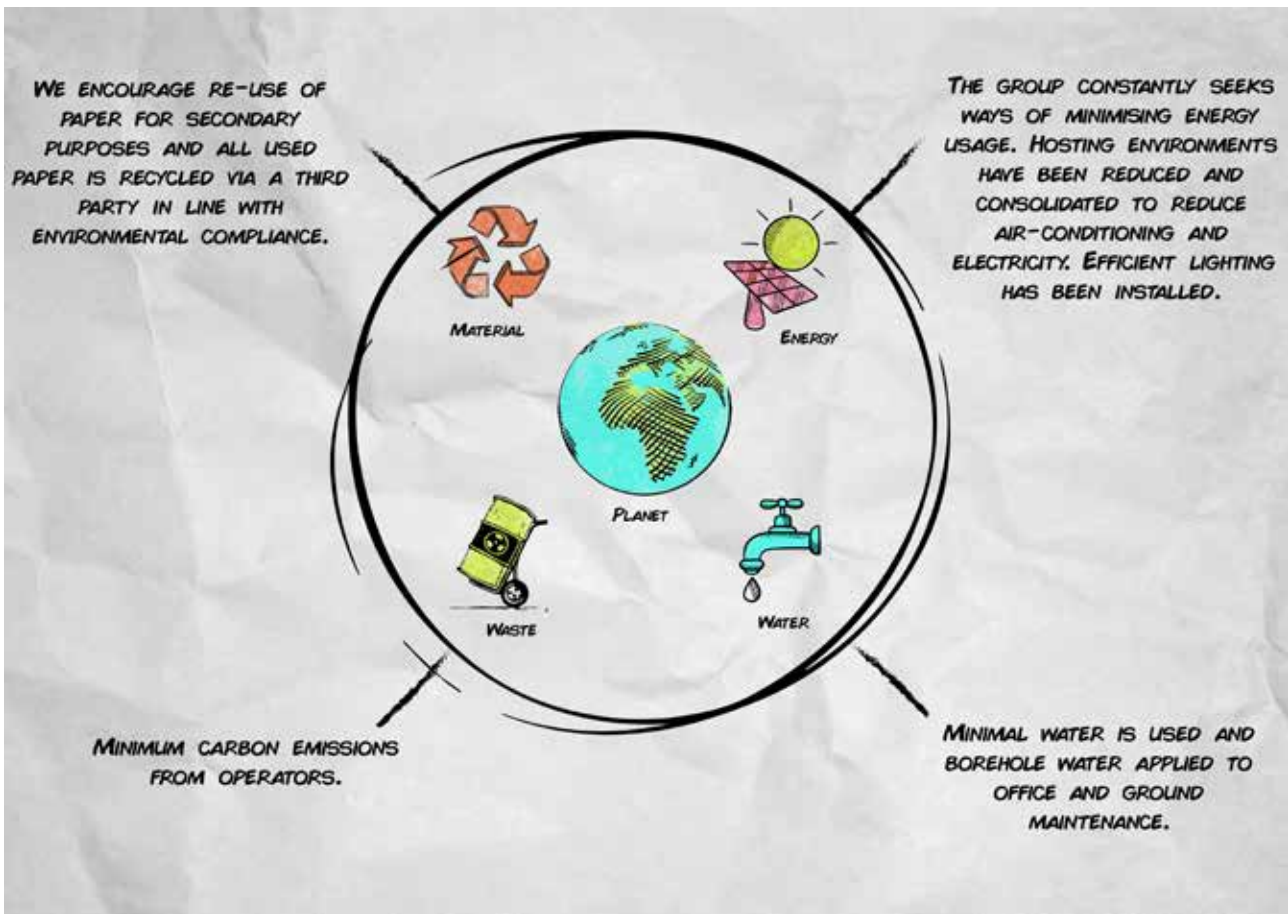 WE ENCOURAGE RE-USE OF
PAPER FOR SECONDARY
PURPOSES AND ALL USED
PAPER IS RECYCLED VIA A THIRD
PARTY IN LINE WITH
ENVIRONMENTAL COMPLIANCE.
THE GROUP CONSTANTLY SEEKS
WAYS OF MINIMISING ENERGY
USAGE. HOSTING ENVIRONMENTS
HAVE BEEN REDUCED AND
CONSOLIDATED TO REDUCE
AIR-CONDITIONING AND
ELECTRICITY. EFFICIENT LIGHTING
HAS BEEN INSTALLED.
MATERIAL
ENERGY
PLANET
WASTE
WATER
MINIMUM CARBON EMISSIONS
FROM OPERATORS.
MINIMAL WATER IS USED AND
BOREHOLE WATER APPLIED TO
OFFICE AND GROUND
MAINTENANCE.